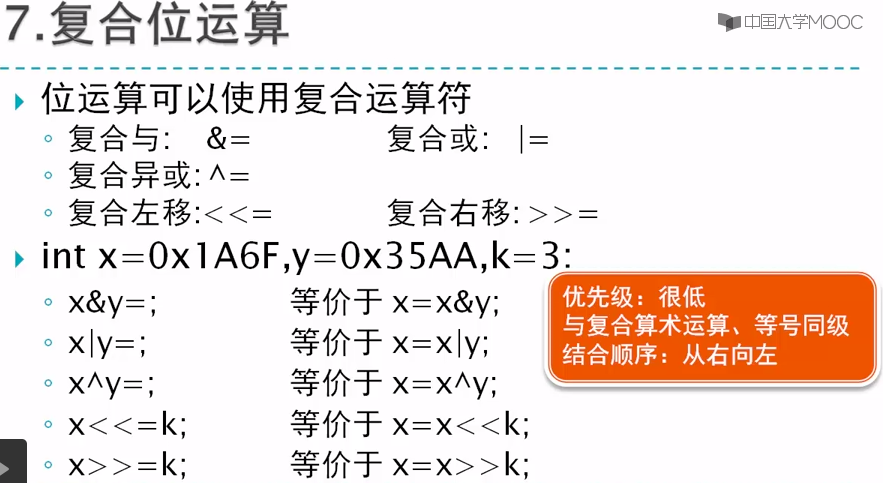 7.复合位运算
中国大学MOOC
位运算可以使用复合运算符
复合与: &= 复合或: |=
复合异或:^=
复合左移:<<= 复合右移:>>=
int x=0x1A6F,y=0x35AA,k=3:
x&y=; 等价于 x=x&y;
x|y=; 等价于 x=x|y;
x^y=; 等价于 x=x^y;
x<<=k; 等价于 x=x<<k;
x>>=k; 等价于 x=x>>k;
优先级：很低
与复合算术运算、等号同级
结合顺序：从右向左